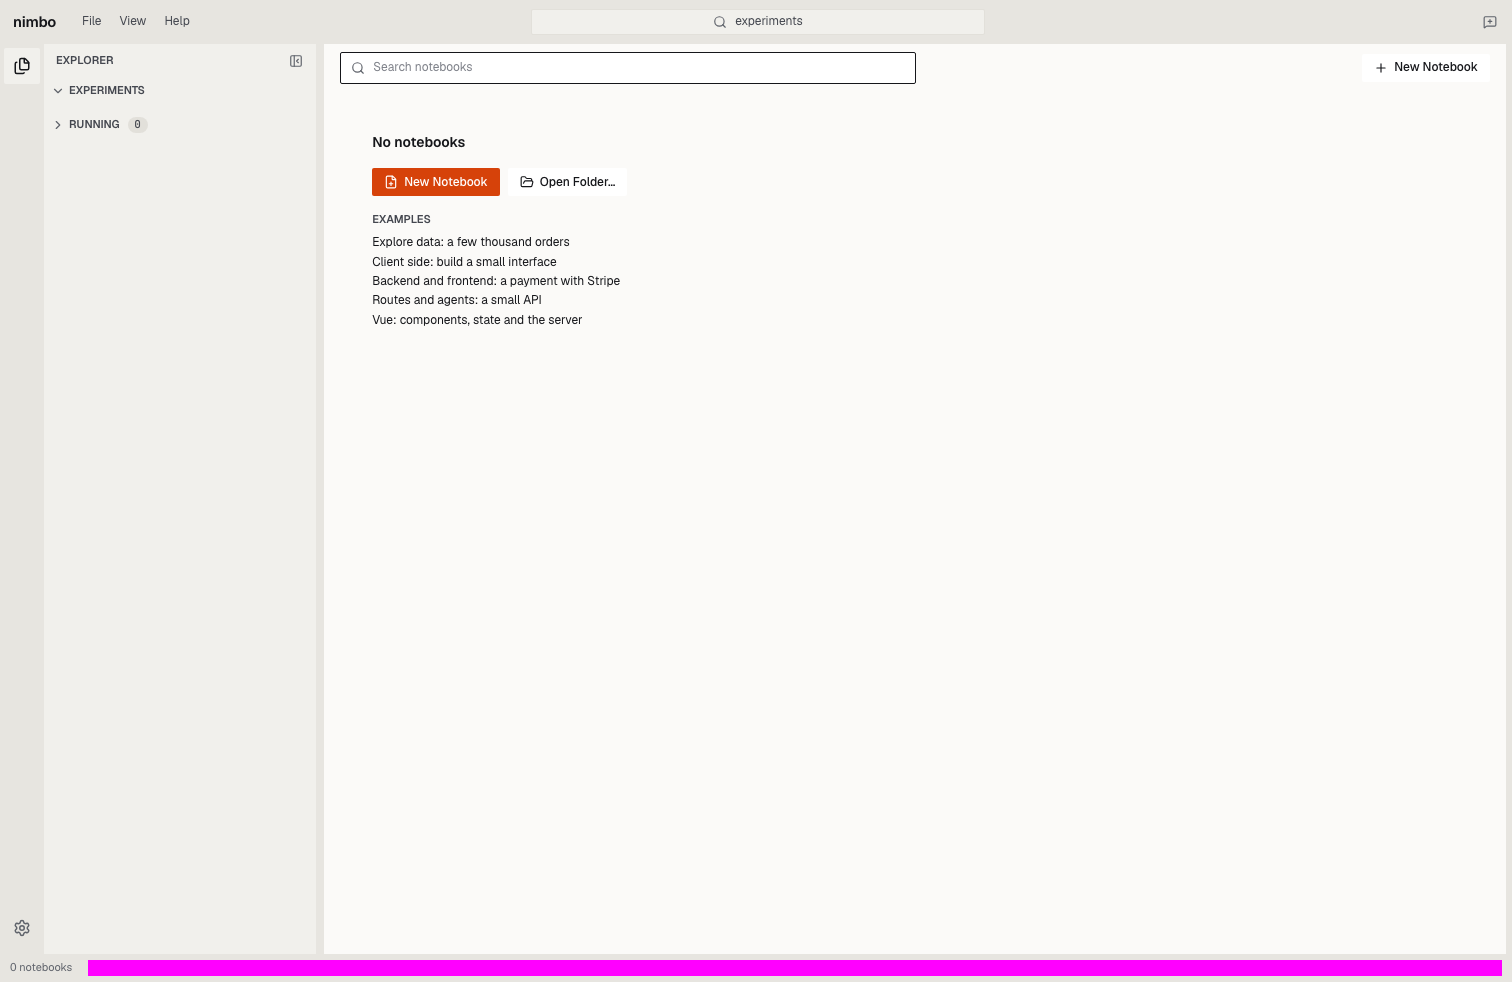 nimbo File View Help experiments
EXPLORER
EXPERIMENTS
RUNNING 0
Search notebooks
New Notebook
No notebooks
New Notebook Open Folder...
EXAMPLES
Explore data: a few thousand orders
Client side: build a small interface
Backend and frontend: a payment with Stripe
Routes and agents: a small API
Vue: components, state and the server
0 notebooks